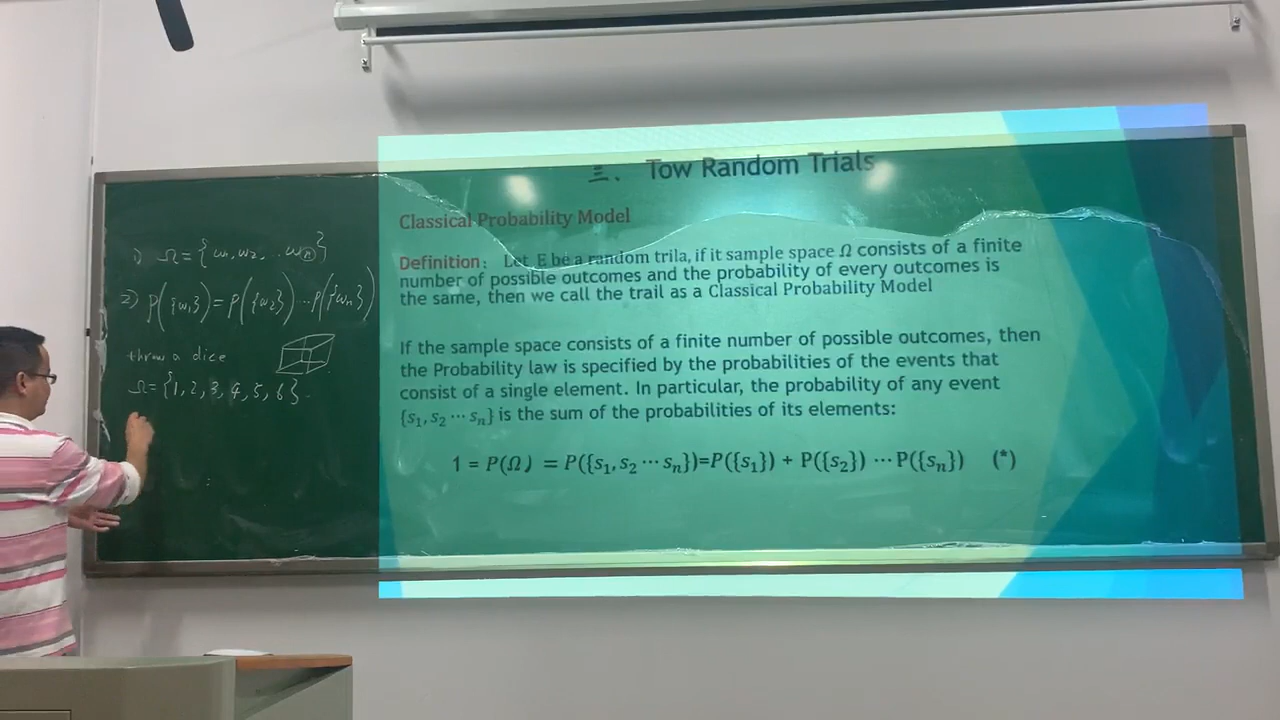 三、 Tow Random Trials
Classical Probability Model
Definition： Let E be a random trila, if it sample space Ω consists of a finite
number of possible outcomes and the probability of every outcomes is
the same, then we call the trail as a Classical Probability Model
If the sample space consists of a finite number of possible outcomes, then
the Probability law is specified by the probabilities of the events that
consist of a single element. In particular, the probability of any event
{s₁, s₂ ⋯ sₙ} is the sum of the probabilities of its elements:
1 = P(Ω) = P({s₁, s₂ ⋯ sₙ})=P({s₁}) + P({s₂}) ⋯ P({sₙ}) (*)
1) Ω = {ω₁, ω₂, ... ωₙ}
2) P({ω₁}) = P({ω₂}) ... P({ωₙ})
throw a dice
Ω = {1, 2, 3, 4, 5, 6}.